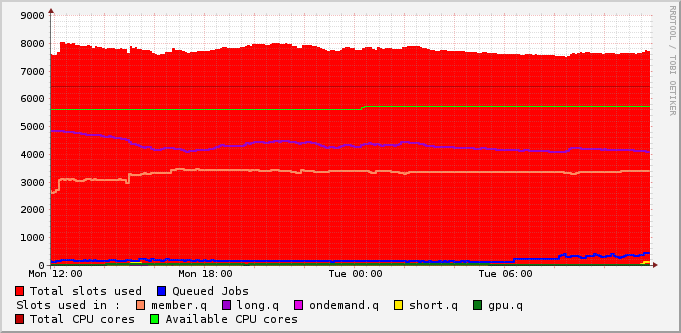 9000
8000
7000
6000
5000
4000
3000
2000
1000
0
Mon 12:00 Mon 18:00 Tue 00:00 Tue 06:00
Total slots used Queued Jobs
Slots used in : member.q long.q ondemand.q short.q gpu.q
Total CPU cores Available CPU cores
RRDTOOL / TOBI OETIKER